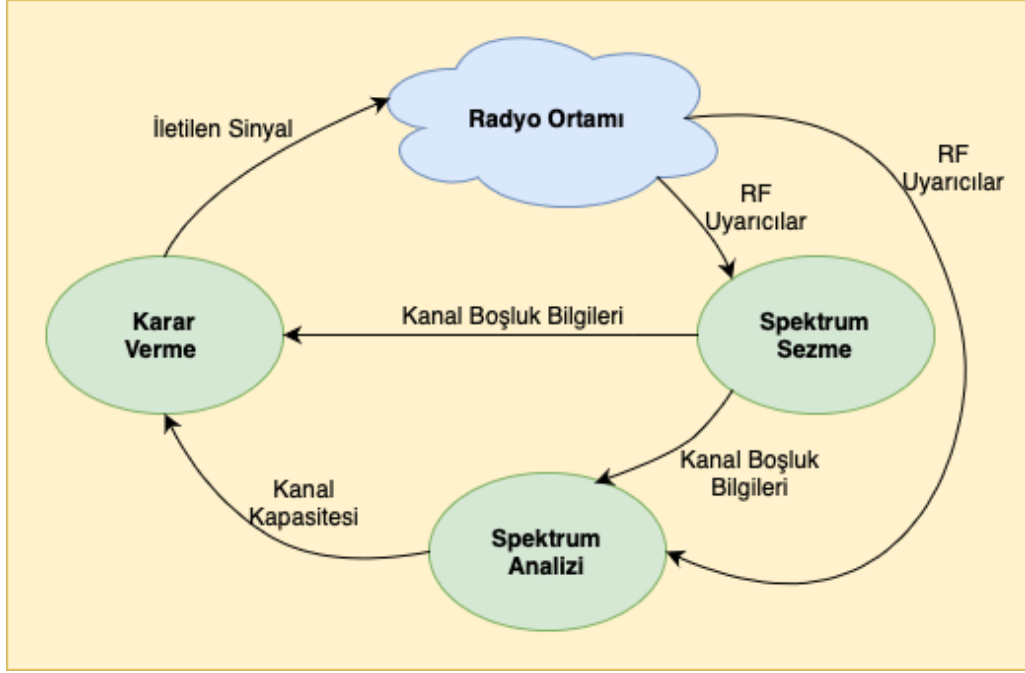 Radyo Ortamı
İletilen Sinyal
RF
Uyarıcılar
RF
Uyarıcılar
Karar
Verme
Kanal Boşluk Bilgileri
Spektrum
Sezme
Kanal Boşluk
Bilgileri
Kanal
Kapasitesi
Spektrum
Analizi